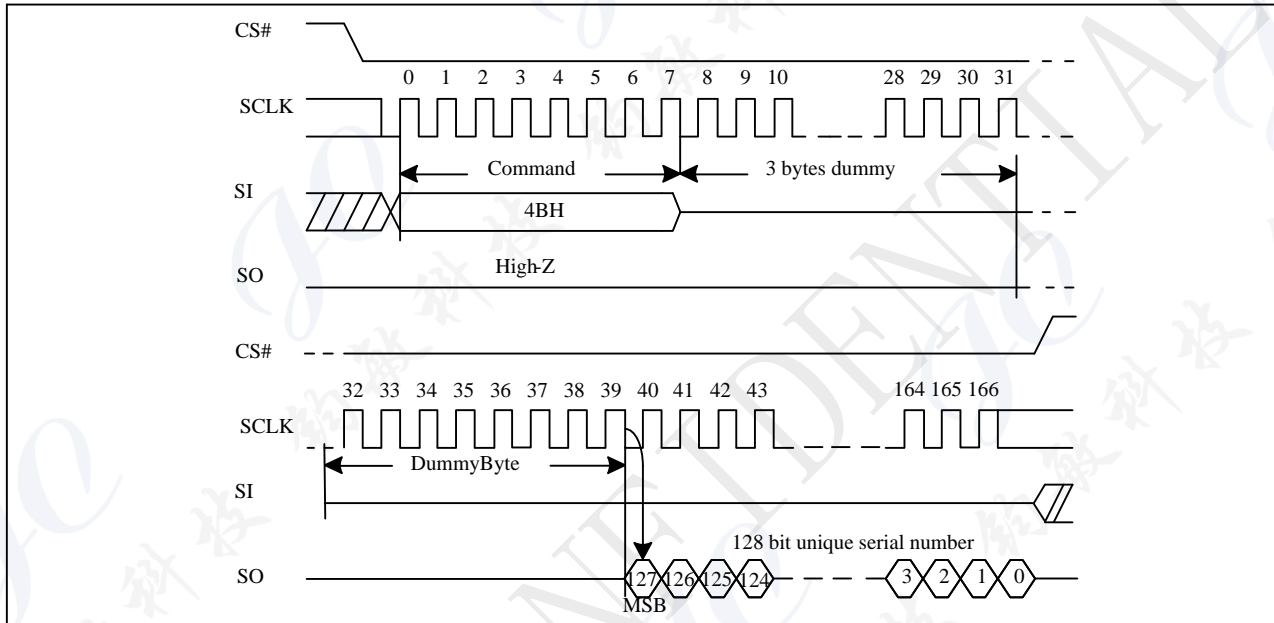 CS#
0 1 2 3 4 5 6 7 8 9 10 28 29 30 31
SCLK
Command 3 bytes dummy
SI
4BH
High-Z
SO
CS#
32 33 34 35 36 37 38 39 40 41 42 43 164 165 166
SCLK
DummyByte
SI
128 bit unique serial number
SO 127 126 125 124 3 2 1 0
MSB